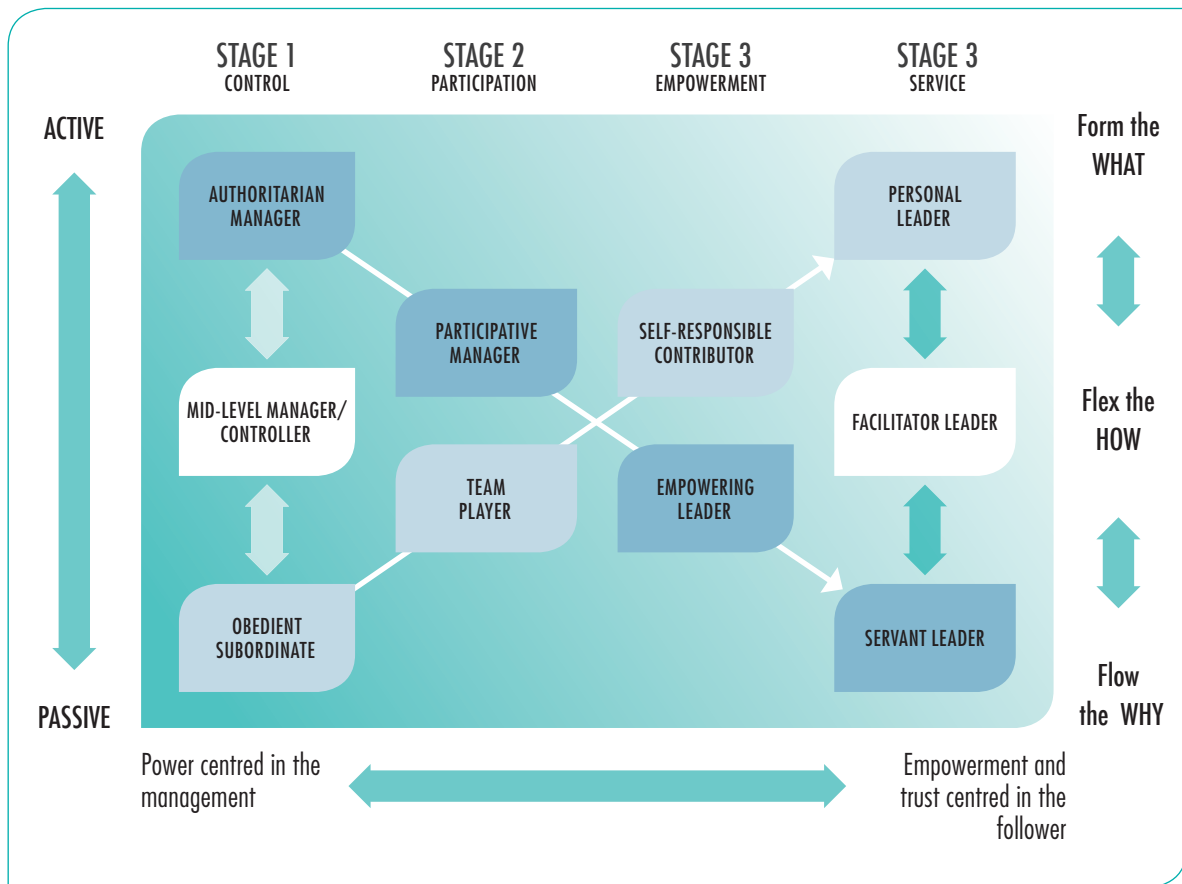 STAGE 1
CONTROL
STAGE 2
PARTICIPATION
STAGE 3
EMPOWERMENT
STAGE 3
SERVICE
ACTIVE
PASSIVE
AUTHORITARIAN
MANAGER
MID-LEVEL MANAGER/
CONTROLLER
OBEDIENT
SUBORDINATE
PARTICIPATIVE
MANAGER
TEAM
PLAYER
SELF-RESPONSIBLE
CONTRIBUTOR
EMPOWERING
LEADER
PERSONAL
LEADER
FACILITATOR LEADER
SERVANT LEADER
Form the
WHAT
Flex the
HOW
Flow
the WHY
Power centred in the
management
Empowerment and
trust centred in the
follower